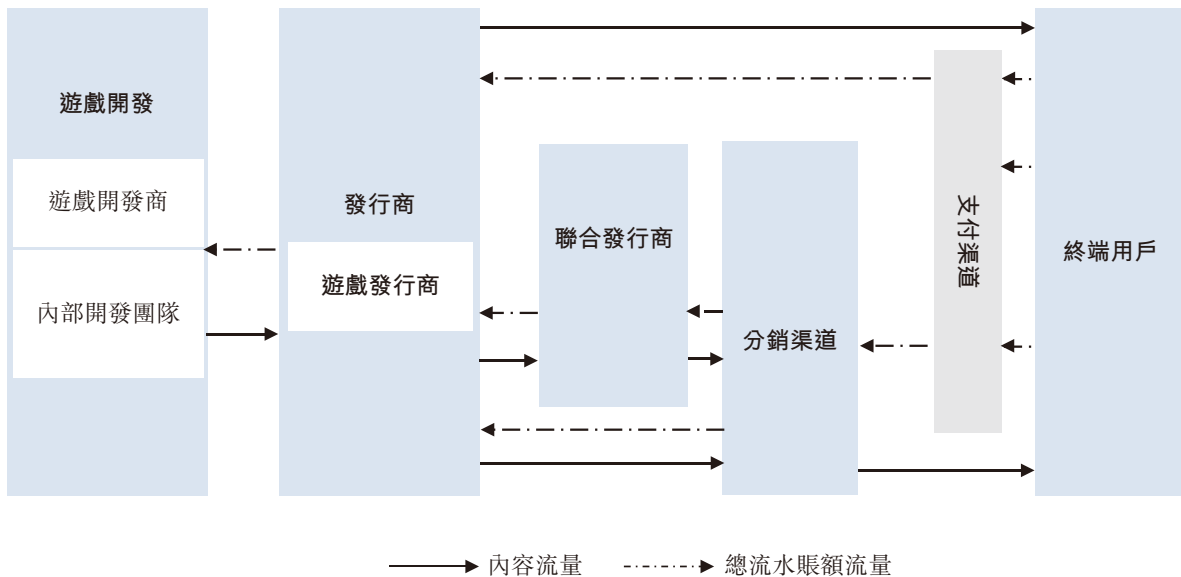 遊戲開發
遊戲開發商
內部開發團隊
發行商
遊戲發行商
聯合發行商
分銷渠道
支付渠道
終端用戶
內容流量
總流水賬額流量